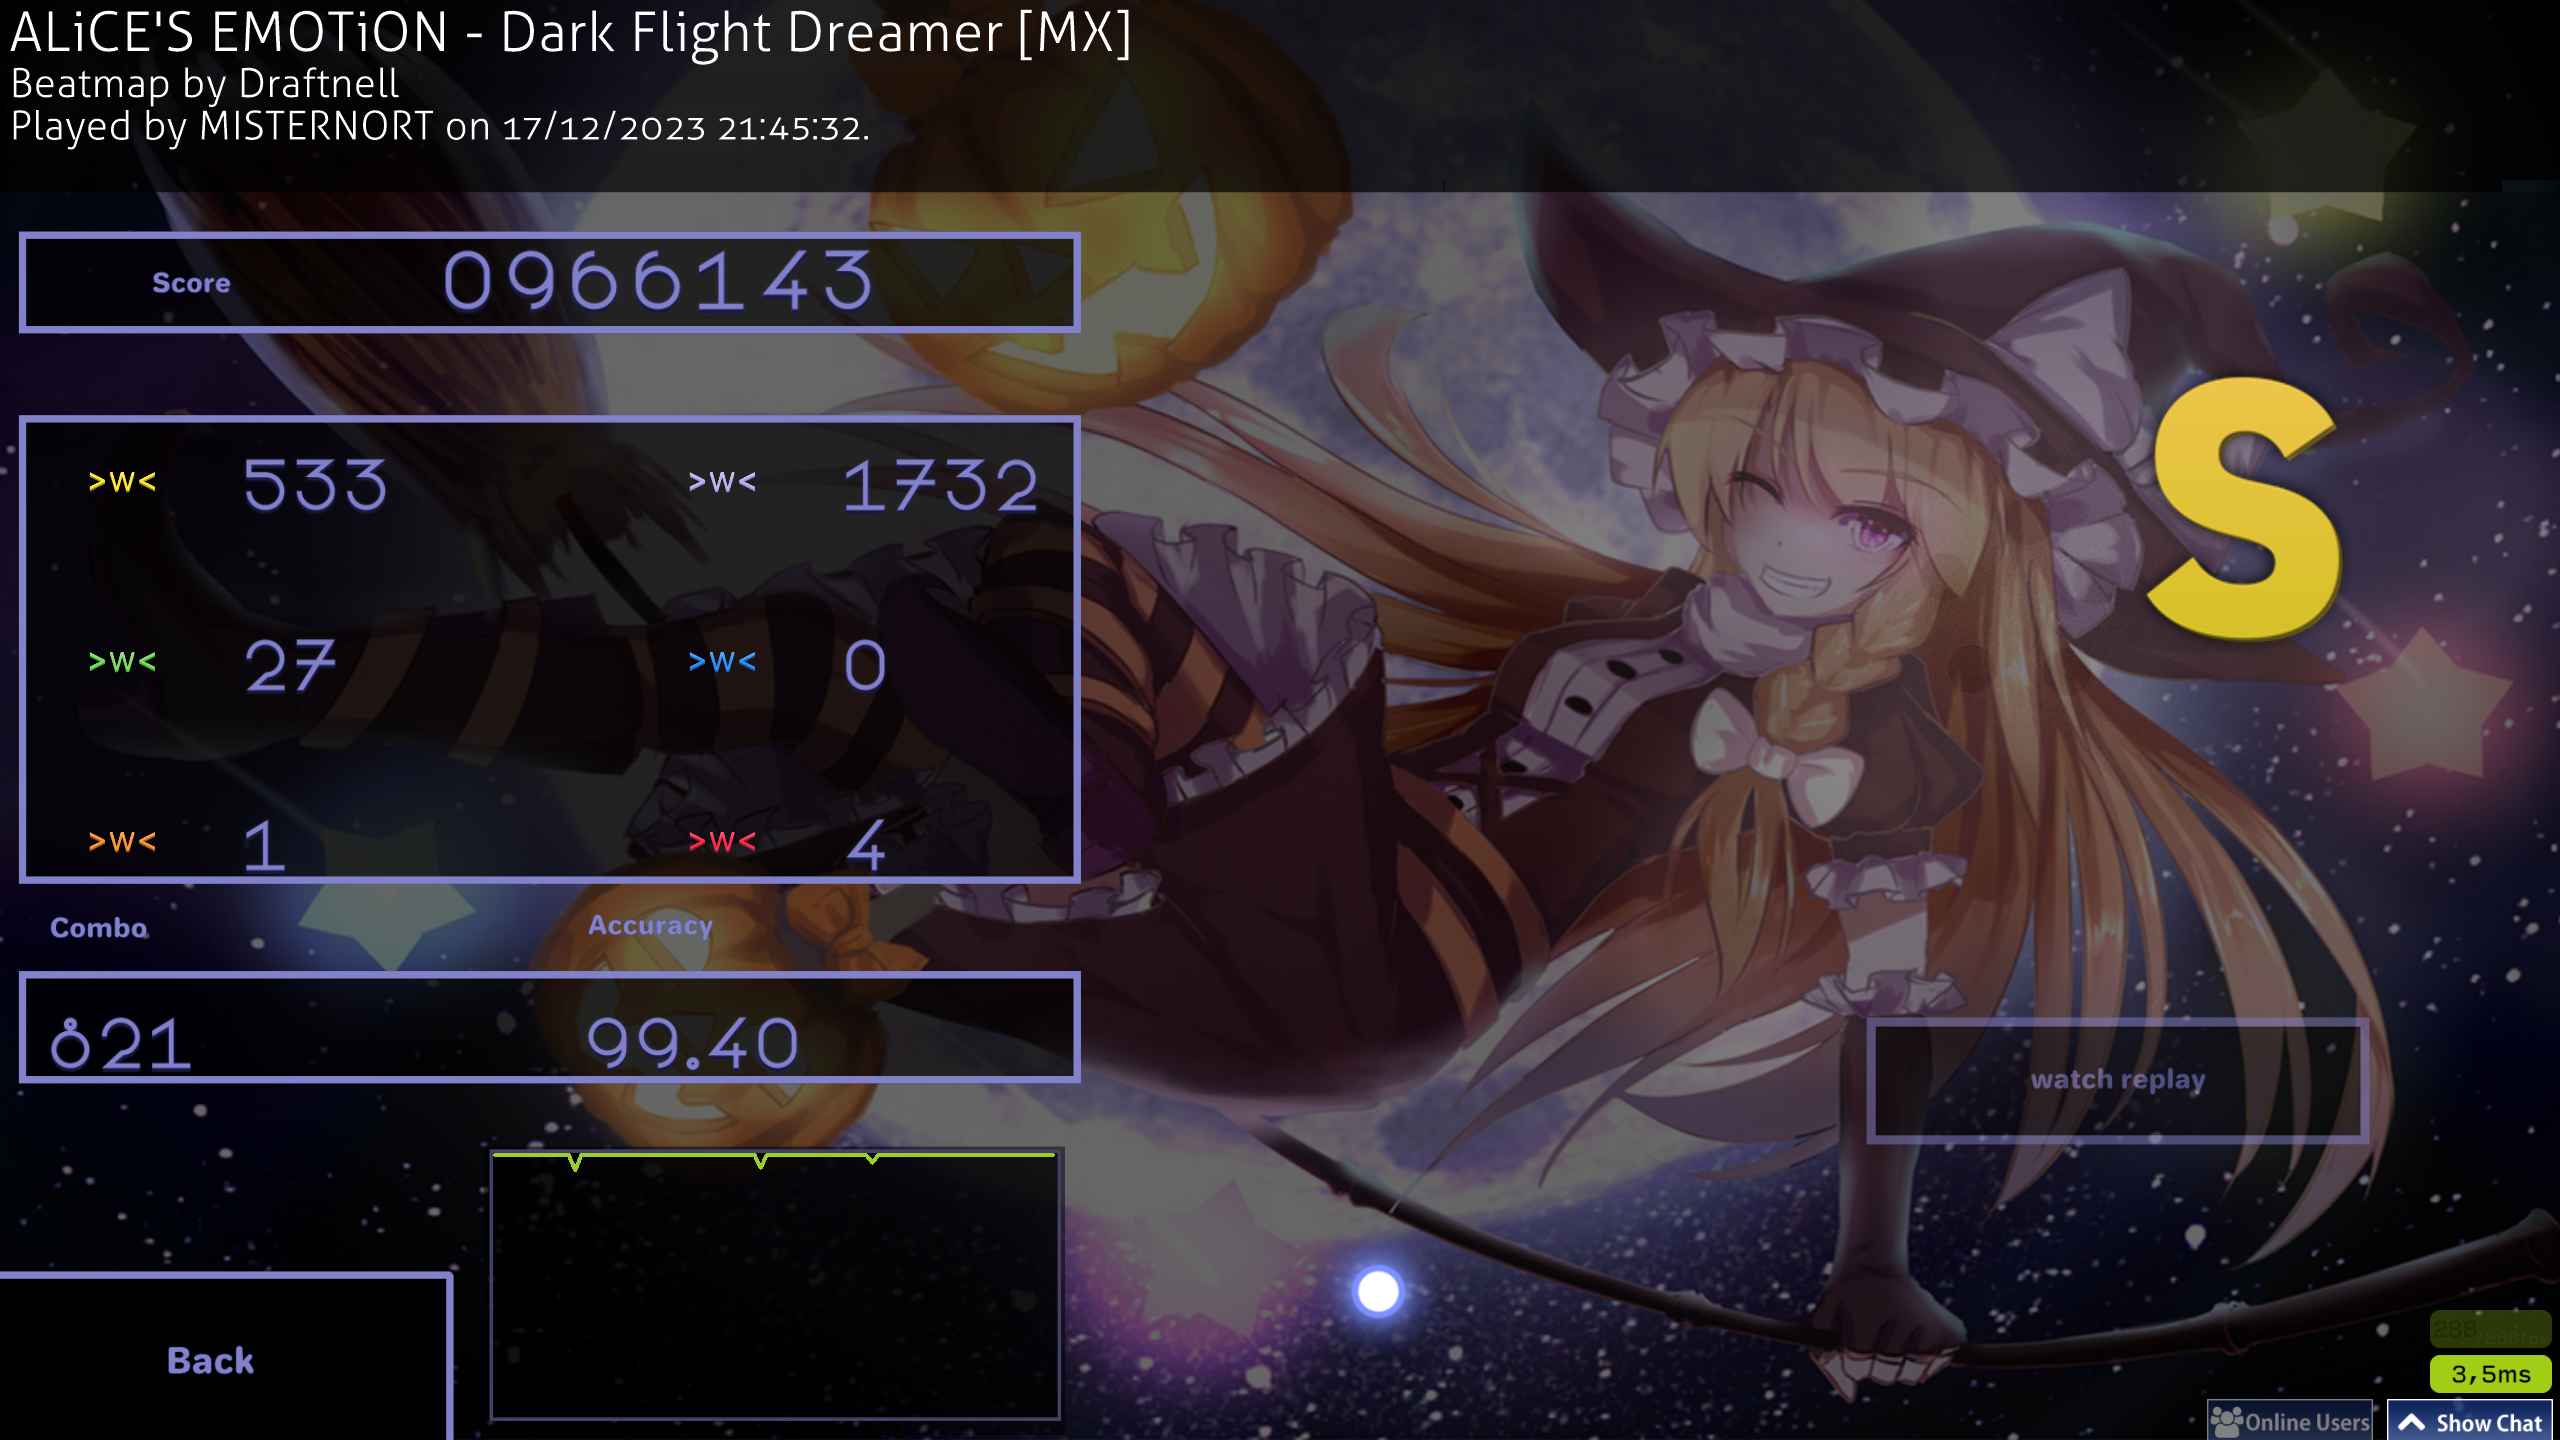 ALiCE'S EMOTiON - Dark Flight Dreamer [MX]
Beatmap by Draftnell
Played by MISTERNORT on 17/12/2023 21:45:32.
Score 0966143
>w< 533 >w< 1732
>w< 27 >w< 0
>w< 1 >w< 4
Combo Accuracy
821 99.40
watch replay
Back
3,5ms
Online Users Show Chat